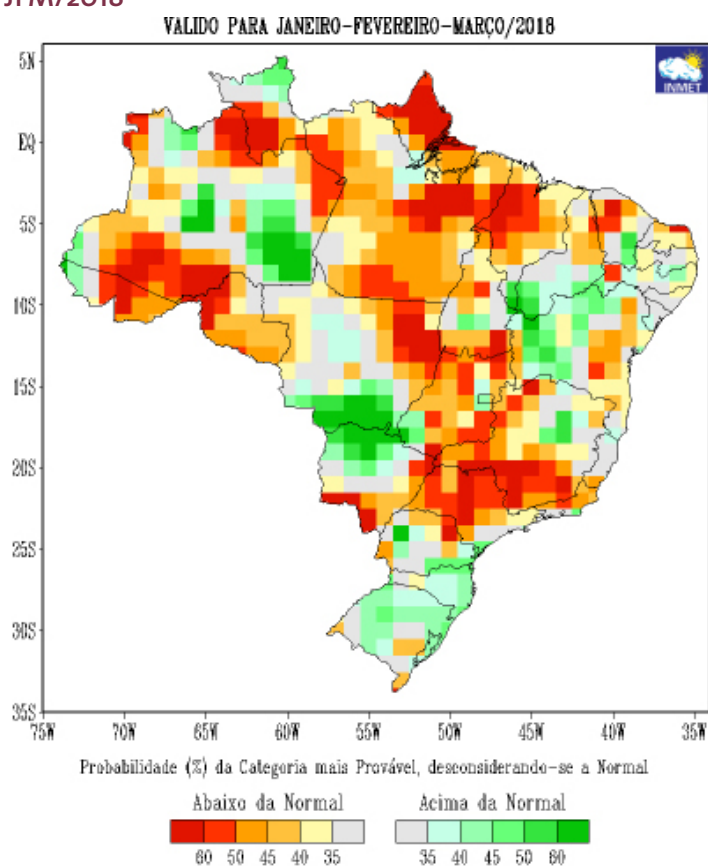 JFM/2018
VALIDO PARA JANEIRO-FEVEREIRO-MARÇO/2018
INMET
5N
EQ
5S
10S
15S
20S
25S
30S
35S
75W 70W 65W 60W 55W 50W 45W 40W 35W
Probabilidade (%) da Categoria mais Provável, desconsiderando-se a Normal
Abaixo da Normal Acima da Normal
60 50 45 40 35 35 40 45 50 60